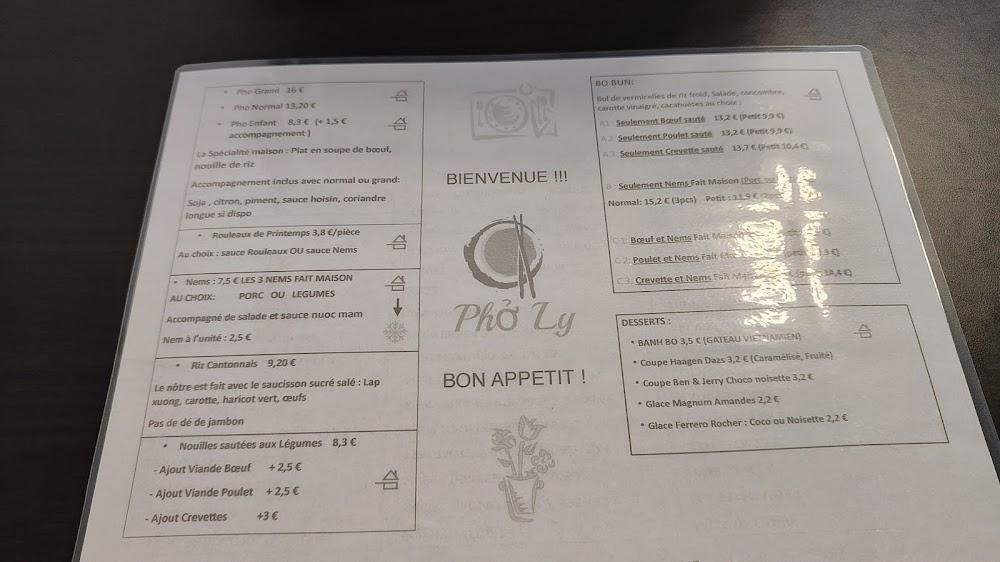 • Pho Grand 16 €
• Pho Normal 13,20 €
• Pho Enfant 8,3 € (+ 1,5 €
accompagnement )
La Spécialité maison : Plat en soupe de bœuf,
nouille de riz
Accompagnement inclus avec normal ou grand:
Soja , citron, piment, sauce hoisin, coriandre
longue si dispo
• Rouleaux de Printemps 3,8 €/pièce
Au choix : sauce Rouleaux OU sauce Nems
• Nems : 7,5 € LES 3 NEMS FAIT MAISON
AU CHOIX: PORC OU LEGUMES
Accompagné de salade et sauce nuoc mam
Nem à l'unité : 2,5 €
• Riz Cantonnais 9,20 €
Le nôtre est fait avec le saucisson sucré salé : Lap
xuong, carotte, haricot vert, œufs
Pas de dé de jambon
• Nouilles sautées aux Légumes 8,3 €
- Ajout Viande Bœuf + 2,5 €
- Ajout Viande Poulet + 2,5 €
- Ajout Crevettes +3 €
BIENVENUE !!!
Phở Ly
BON APPETIT !
BO BUN:
Bol de vermicelles de riz froid, Salade, concombre,
carotte vinaigré, cacahuètes au choix :
A1 : Seulement Bœuf sauté 13,2 € (Petit 9,9 €)
A 2: Seulement Poulet sauté 13,2 € (Petit 9,9 €)
A 3: Seulement Crevette sauté 13,7 € (Petit 10,4 €)
B : Seulement Nems Fait Maison (Porc ou
Normal: 15,2 € (3pcs) Petit : 11,9 €
C 1: Bœuf et Nems Fait
C 2: Poulet et Nems Fait
C 3: Crevette et Nems Fait 14,4 €)
DESSERTS :
• BANH BO 3,5 € (GATEAU VIETNAMIEN)
• Coupe Haagen Dazs 3,2 € (Caramélisé, Fruité)
• Coupe Ben & Jerry Choco noisette 3,2 €
• Glace Magnum Amandes 2,2 €
• Glace Ferrero Rocher : Coco ou Noisette 2,2 €